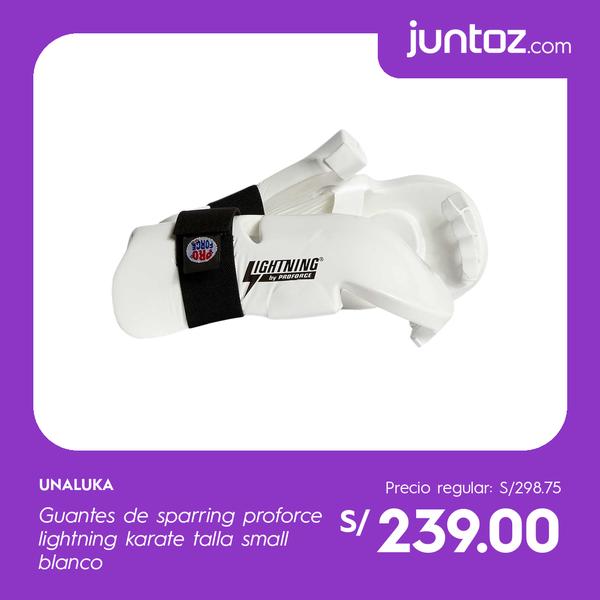 juntoz.com
PRO
FORCE
LIGHTNING®
by PROFORCE
UNALUKA
Guantes de sparring proforce
lightning karate talla small
blanco
Precio regular: S/298.75
S/ 239.00